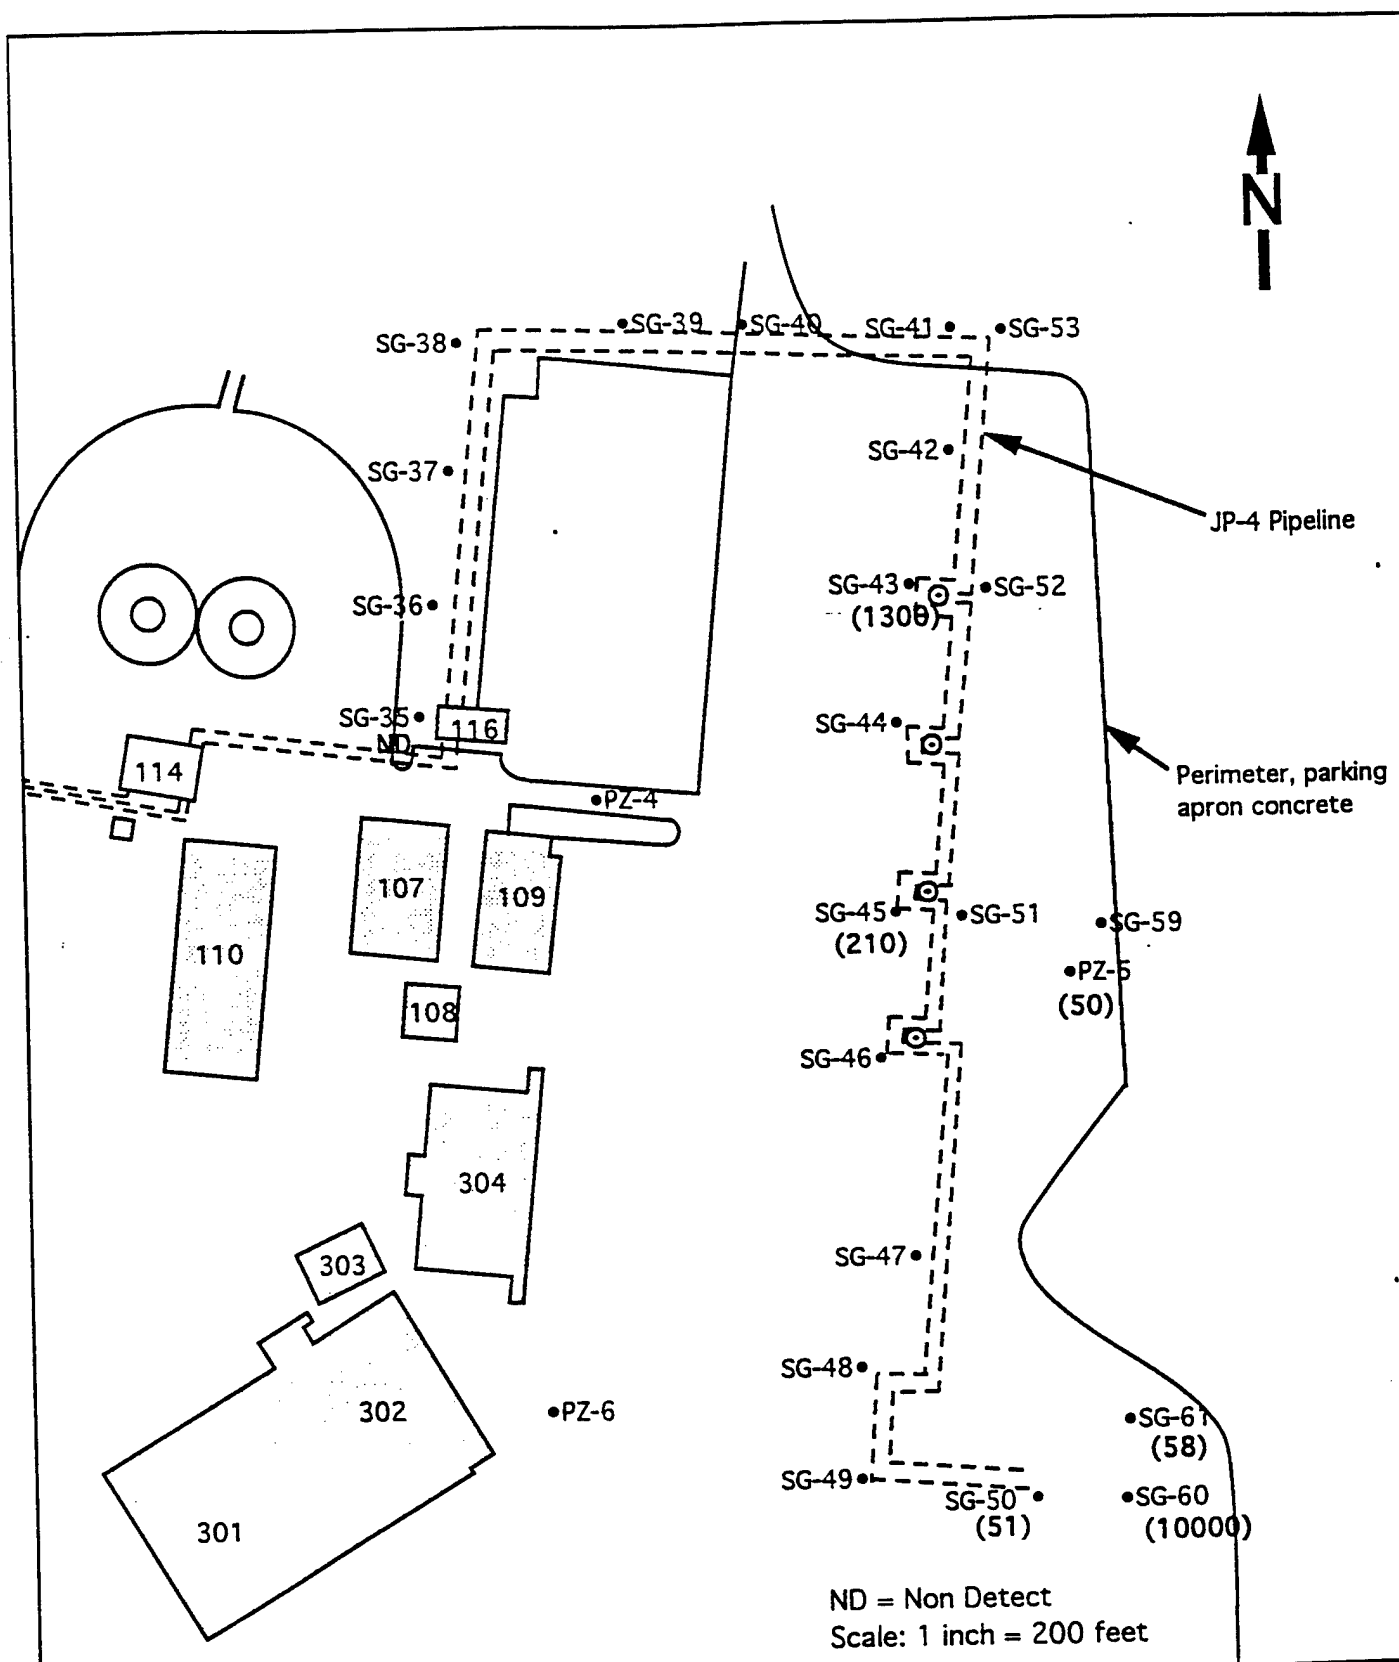 N
SG-39
SG-40
SG-41
SG-53
SG-38
SG-42
SG-37
JP-4 Pipeline
SG-43
SG-52
SG-36
(1300)
SG-35
116
SG-44
ND
114
Perimeter, parking
apron concrete
PZ-4
107
109
SG-45
SG-51
SG-59
(210)
110
PZ-5
(50)
108
SG-46
304
SG-47
303
SG-48
302
PZ-6
SG-61
(58)
SG-49
SG-50
SG-60
(51)
(10000)
301
ND = Non Detect
Scale: 1 inch = 200 feet